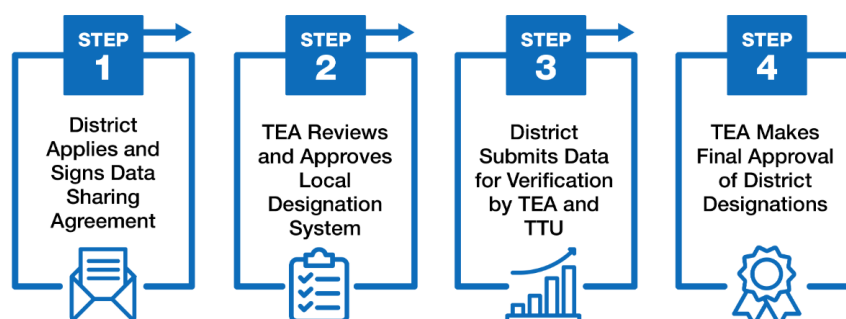 STEP
1
District
Applies and
Signs Data
Sharing
Agreement
STEP
2
TEA Reviews
and Approves
Local
Designation
System
STEP
3
District
Submits Data
for Verification
by TEA and
TTU
STEP
4
TEA Makes
Final Approval
of District
Designations